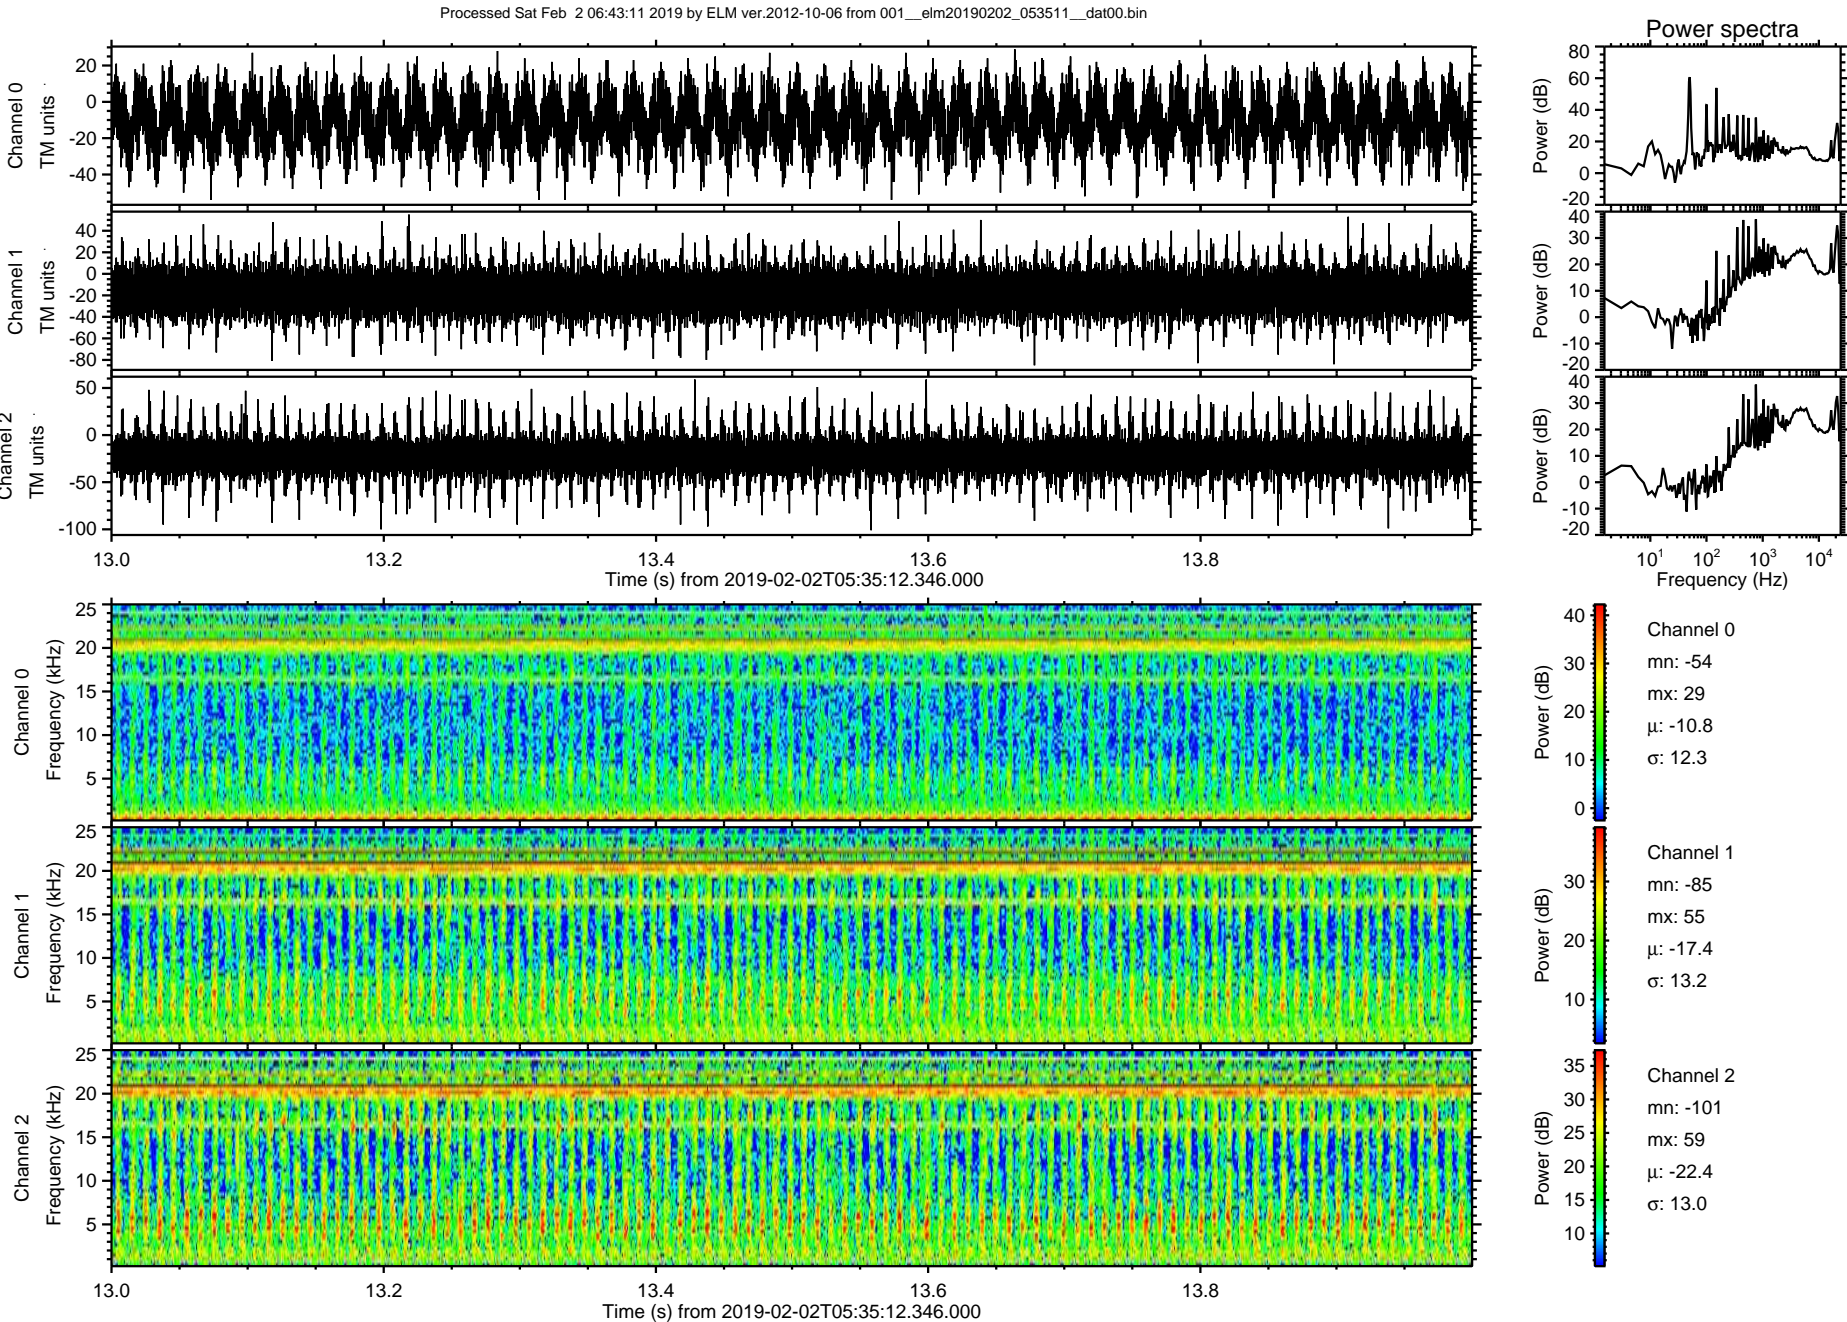 Processed Sat Feb  2 06:43:11 2019 by ELM ver.2012-10-06 from 001__elm20190202_053511__dat00.bin
Power spectra
Channel 0
TM units
20
0
-20
-40
Power (dB)
80
60
40
20
0
-20
Channel 1
TM units
40
20
0
-20
-40
-60
-80
Power (dB)
40
30
20
10
0
-10
-20
Channel 2
TM units
50
0
-50
-100
Power (dB)
40
30
20
10
0
-10
-20
13.0 13.2 13.4 13.6 13.8
Time (s) from 2019-02-02T05:35:12.346.000
10¹ 10² 10³ 10⁴
Frequency (Hz)
Channel 0
Frequency (kHz)
25
20
15
10
5
Power (dB)
40
30
20
10
0
Channel 0
mn: -54
mx: 29
μ: -10.8
σ: 12.3
Channel 1
Frequency (kHz)
25
20
15
10
5
Power (dB)
30
20
10
Channel 1
mn: -85
mx: 55
μ: -17.4
σ: 13.2
Channel 2
Frequency (kHz)
25
20
15
10
5
Power (dB)
35
30
25
20
15
10
Channel 2
mn: -101
mx: 59
μ: -22.4
σ: 13.0
13.0 13.2 13.4 13.6 13.8
Time (s) from 2019-02-02T05:35:12.346.000